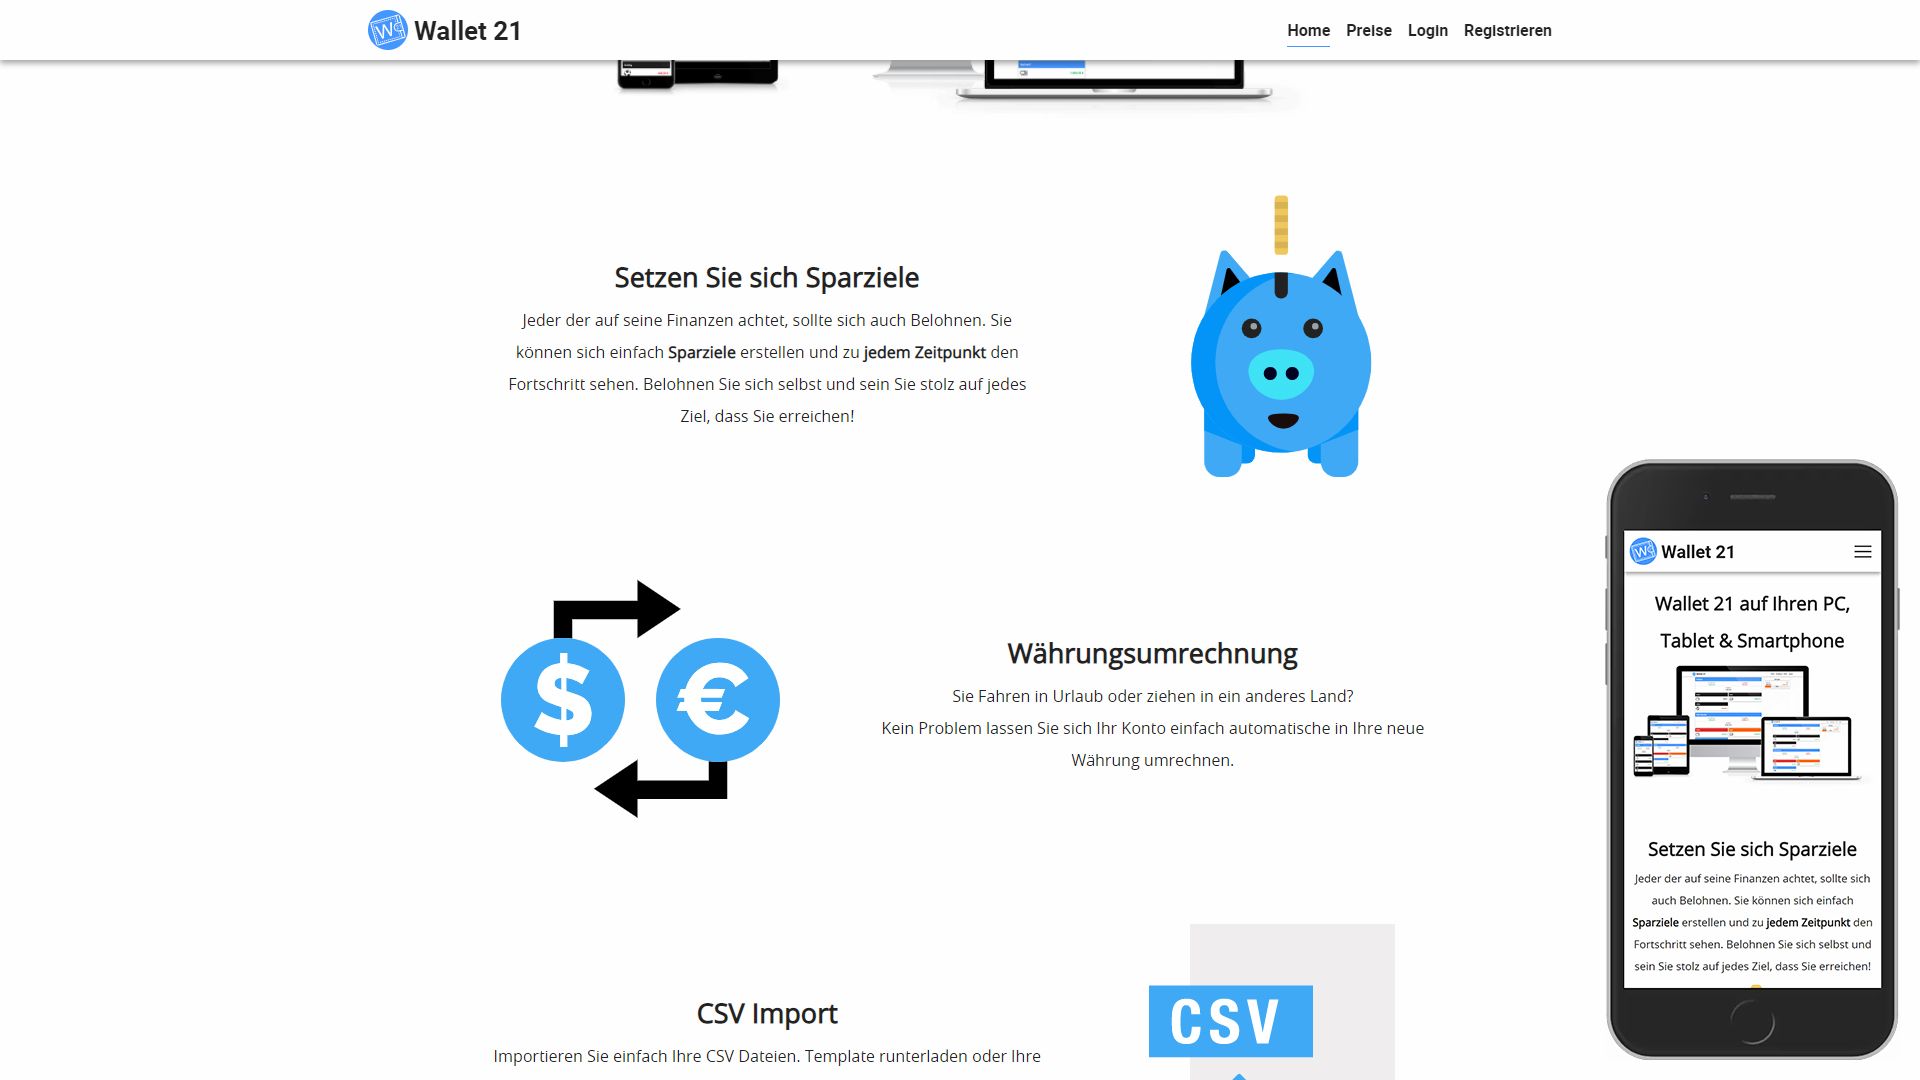 Wallet 21
Home Preise Login Registrieren
Setzen Sie sich Sparziele
Jeder der auf seine Finanzen achtet, sollte sich auch Belohnen. Sie
können sich einfach Sparziele erstellen und zu jedem Zeitpunkt den
Fortschritt sehen. Belohnen Sie sich selbst und sein Sie stolz auf jedes
Ziel, dass Sie erreichen!
$ €
Währungsumrechnung
Sie Fahren in Urlaub oder ziehen in ein anderes Land?
Kein Problem lassen Sie sich Ihr Konto einfach automatische in Ihre neue
Währung umrechnen.
CSV Import
Importieren Sie einfach Ihre CSV Dateien. Template runterladen oder Ihre
CSV
Wallet 21
Wallet 21 auf Ihren PC,
Tablet & Smartphone
Setzen Sie sich Sparziele
Jeder der auf seine Finanzen achtet, sollte sich
auch Belohnen. Sie können sich einfach
Sparziele erstellen und zu jedem Zeitpunkt den
Fortschritt sehen. Belohnen Sie sich selbst und
sein Sie stolz auf jedes Ziel, dass Sie erreichen!